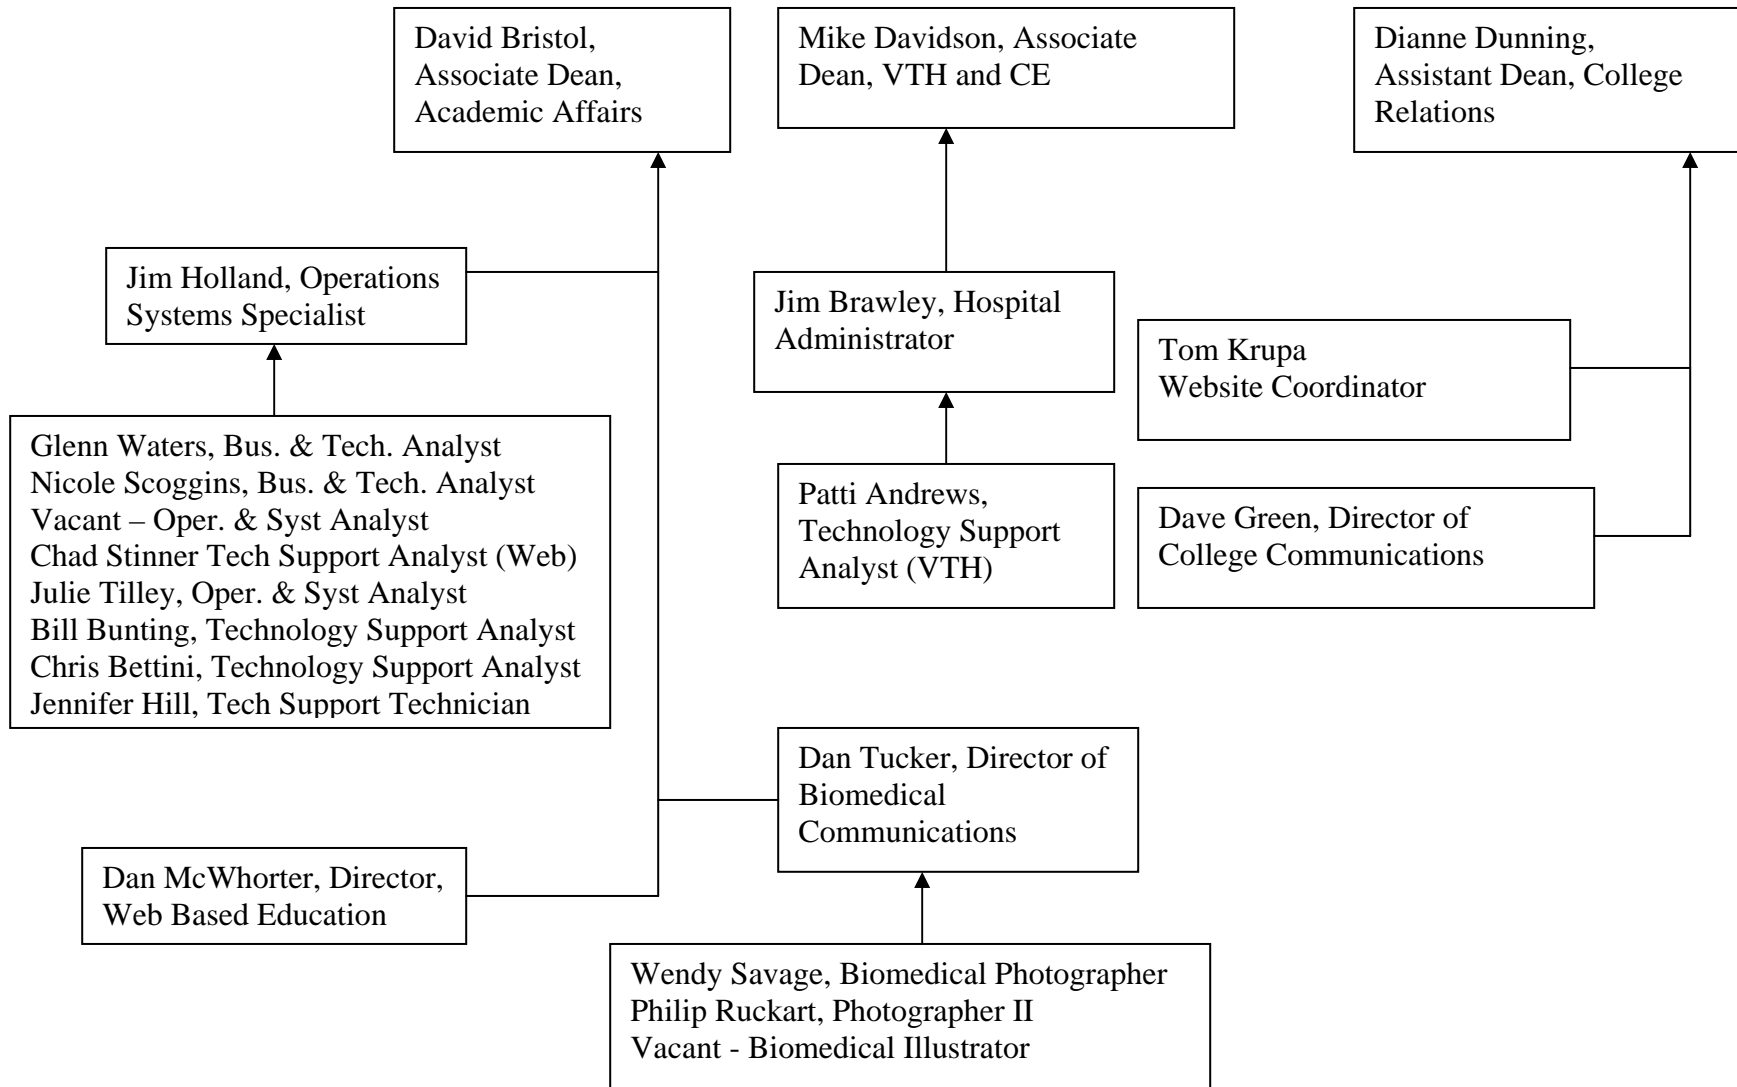 David Bristol,
Associate Dean,
Academic Affairs
Mike Davidson, Associate
Dean, VTH and CE
Dianne Dunning,
Assistant Dean, College
Relations
Jim Holland, Operations
Systems Specialist
Jim Brawley, Hospital
Administrator
Tom Krupa
Website Coordinator
Glenn Waters, Bus. & Tech. Analyst
Nicole Scoggins, Bus. & Tech. Analyst
Vacant – Oper. & Syst Analyst
Chad Stinner Tech Support Analyst (Web)
Julie Tilley, Oper. & Syst Analyst
Bill Bunting, Technology Support Analyst
Chris Bettini, Technology Support Analyst
Jennifer Hill, Tech Support Technician
Patti Andrews,
Technology Support
Analyst (VTH)
Dave Green, Director of
College Communications
Dan Tucker, Director of
Biomedical
Communications
Dan McWhorter, Director,
Web Based Education
Wendy Savage, Biomedical Photographer
Philip Ruckart, Photographer II
Vacant - Biomedical Illustrator